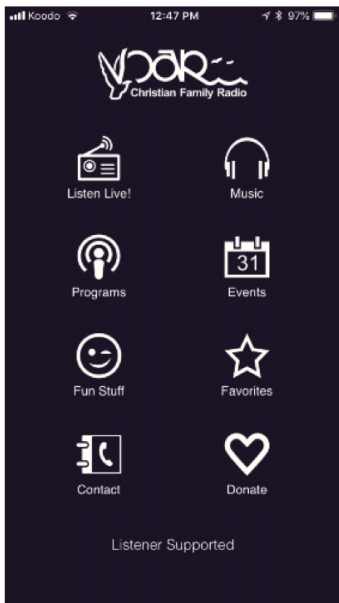 Koodo 12:47 PM 97%
VOAR
Christian Family Radio
Listen Live! Music
31
Programs Events
Fun Stuff Favorites
Contact Donate
Listener Supported